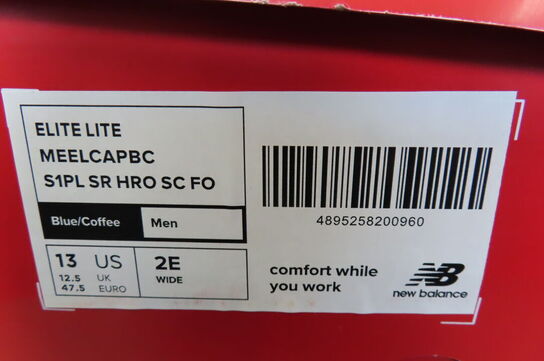 ELITE LITE
MEELCAPBC
S1PL SR HRO SC FO
Blue/Coffee Men
13 US
12.5 UK
47.5 EURO
2E
WIDE
4895258200960
comfort while
you work
NB
new balance